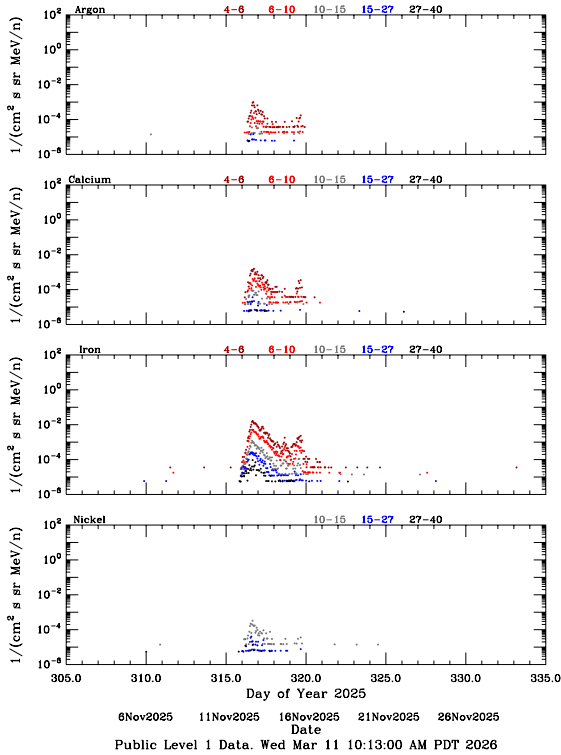 Argon 4-6 6-10 10-15 15-27 27-40
10² 
10⁰
10⁻²
10⁻⁴
10⁻⁶
1/(cm² s sr MeV/n)
Calcium 4-6 6-10 10-15 15-27 27-40
10²
10⁰
10⁻²
10⁻⁴
10⁻⁶
1/(cm² s sr MeV/n)
Iron 4-6 6-10 10-15 15-27 27-40
10²
10⁰
10⁻²
10⁻⁴
10⁻⁶
1/(cm² s sr MeV/n)
Nickel 10-15 15-27 27-40
10²
10⁰
10⁻²
10⁻⁴
10⁻⁶
1/(cm² s sr MeV/n)
305.0 310.0 315.0 320.0 325.0 330.0 335.0
Day of Year 2025
6Nov2025 11Nov2025 16Nov2025 21Nov2025 26Nov2025
Date
Public Level 1 Data. Wed Mar 11 10:13:00 AM PDT 2026